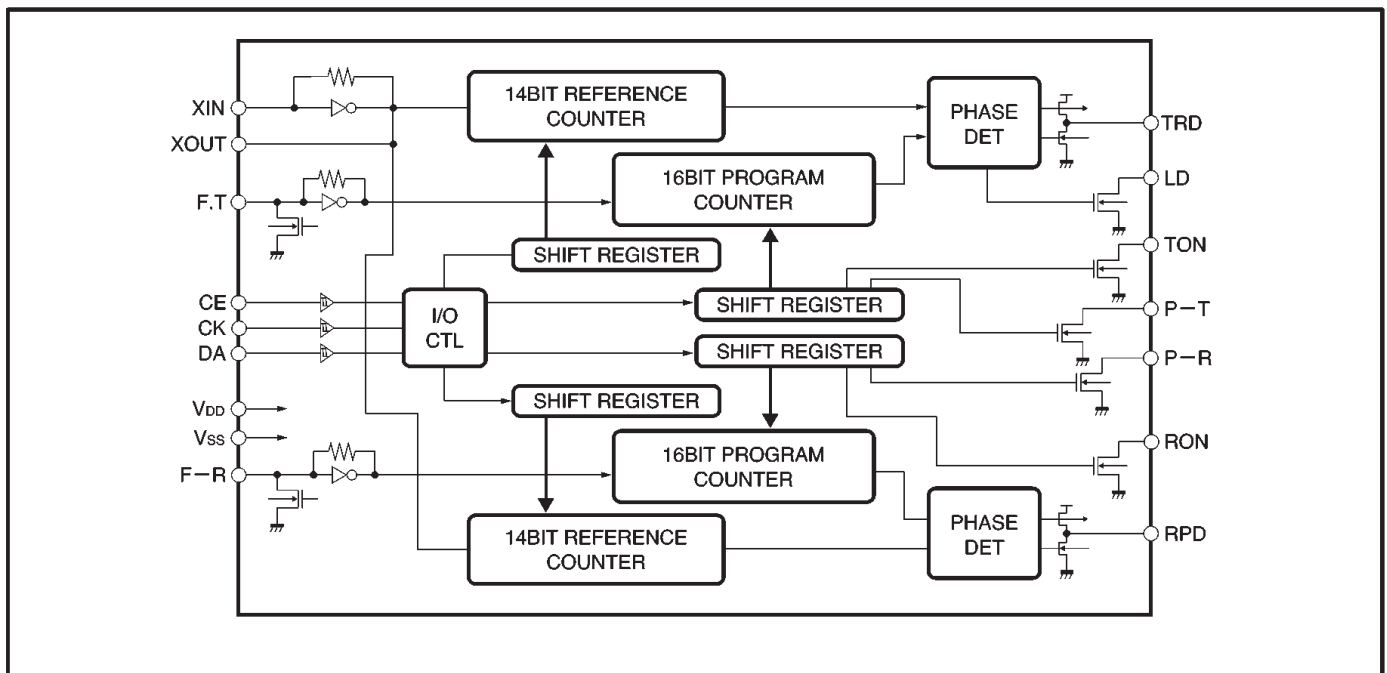 XIN
XOUT
F.T
CE
CK
DA
VDD
VSS
F-R
14BIT REFERENCE
COUNTER
16BIT PROGRAM
COUNTER
SHIFT REGISTER
SHIFT REGISTER
I/O
CTL
SHIFT REGISTER
SHIFT REGISTER
16BIT PROGRAM
COUNTER
14BIT REFERENCE
COUNTER
PHASE
DET
PHASE
DET
TRD
LD
TON
P-T
P-R
RON
RPD